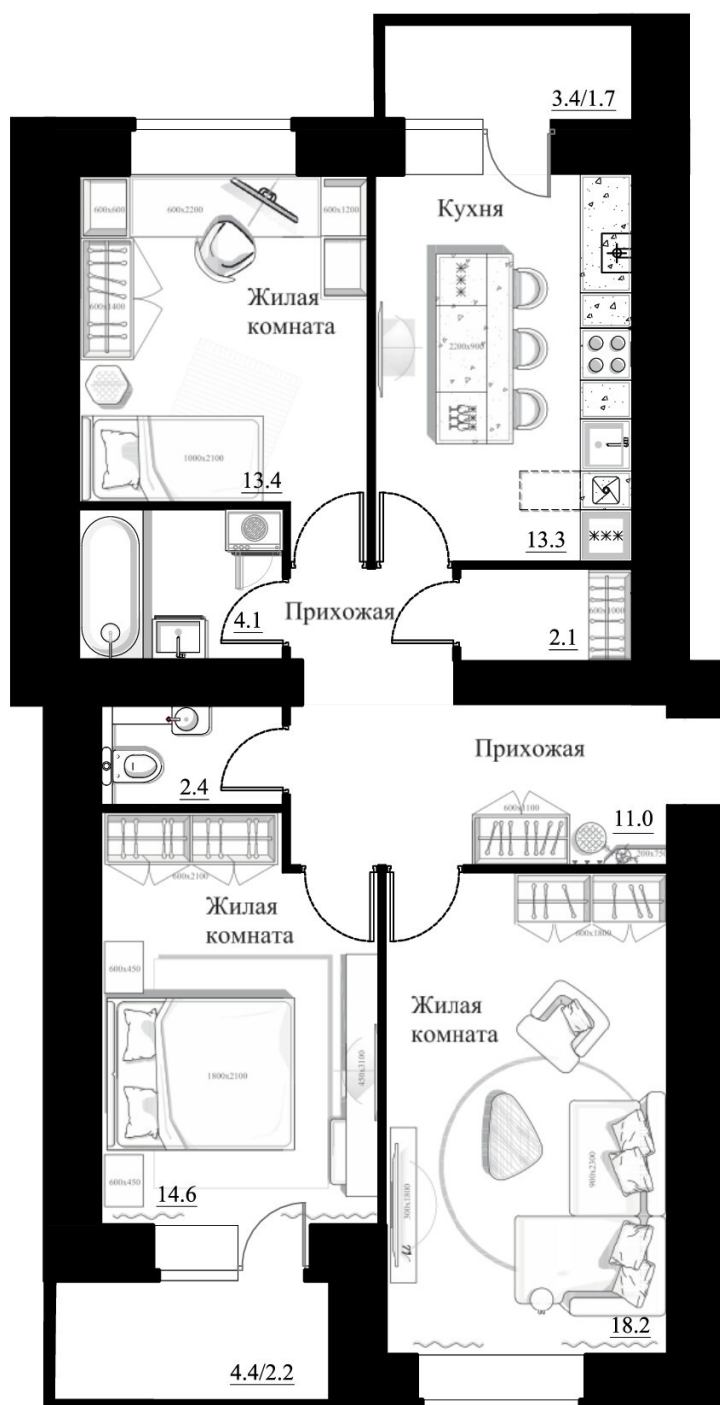 3.4/1.7
Кухня
600x600
600x2200
600x1200
600x1400
Жилая
комната
2200x900
1000x2100
13.4
13.3
4.1
Прихожая
2.1
600x1000
2.4
Прихожая
600x1100
11.0
200x750
600x2100
Жилая
комната
600x1800
600x450
Жилая
комната
1800x2100
450x3100
600x450
14.6
900x2300
300x1800
18.2
4.4/2.2